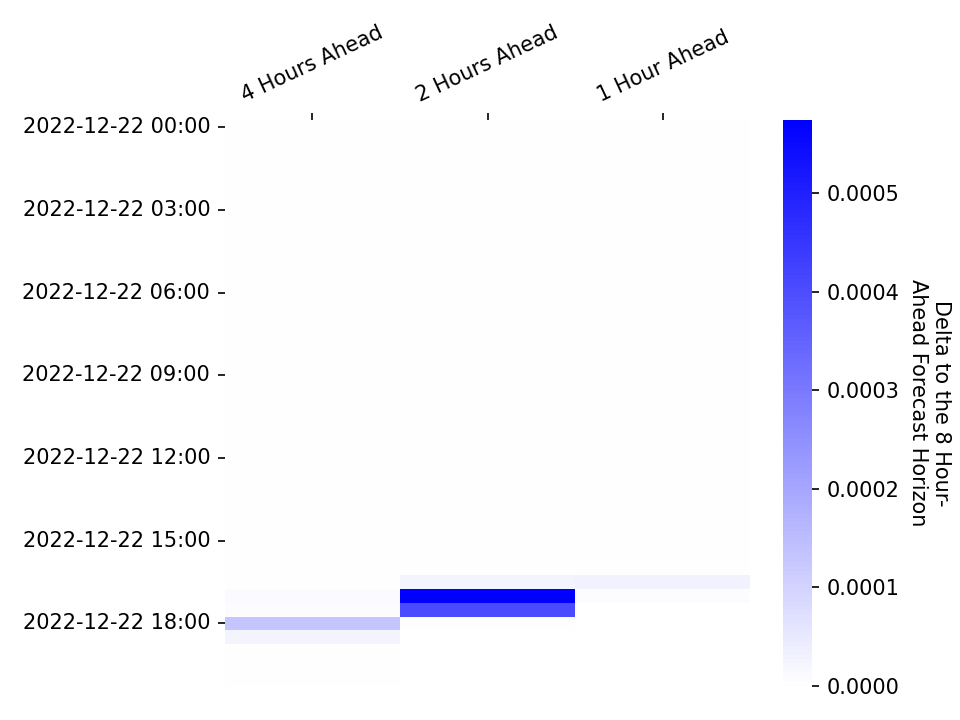 4 Hours Ahead
2 Hours Ahead
1 Hour Ahead
2022-12-22 00:00
2022-12-22 03:00
2022-12-22 06:00
2022-12-22 09:00
2022-12-22 12:00
2022-12-22 15:00
2022-12-22 18:00
0.0005
0.0004
0.0003
0.0002
0.0001
0.0000
Delta to the 8 Hour-
Ahead Forecast Horizon